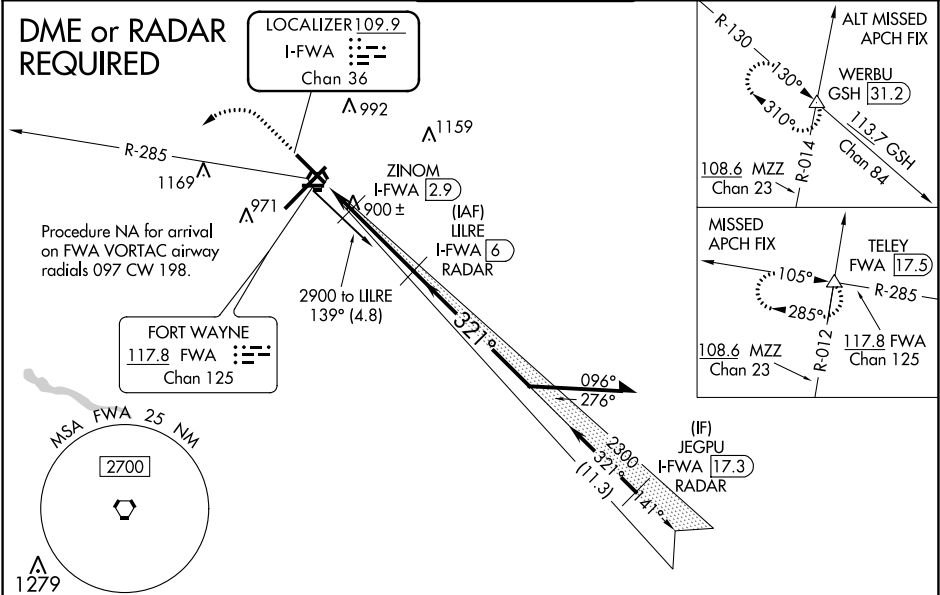 DME or RADAR
REQUIRED
LOCALIZER 109.9
I-FWA
Chan 36
992
1159
R-285
1169
971
ZINOM
I-FWA 2.9
900 ±
(IAF)
LILRE
I-FWA 6
RADAR
Procedure NA for arrival
on FWA VORTAC airway
radials 097 CW 198.
2900 to LILRE
139° (4.8)
FORT WAYNE
117.8 FWA
Chan 125
321°
096°
276°
2300
321°
(11.3)
141°
(IF)
JEGPU
I-FWA 17.3
RADAR
MSA FWA 25 NM
2700
1279
ALT MISSED
APCH FIX
R-130
130°
310°
WERBU
GSH 31.2
113.7 GSH
Chan 84
R-014
108.6 MZZ
Chan 23
MISSED
APCH FIX
105°
285°
TELEY
FWA 17.5
R-285
117.8 FWA
Chan 125
R-012
108.6 MZZ
Chan 23